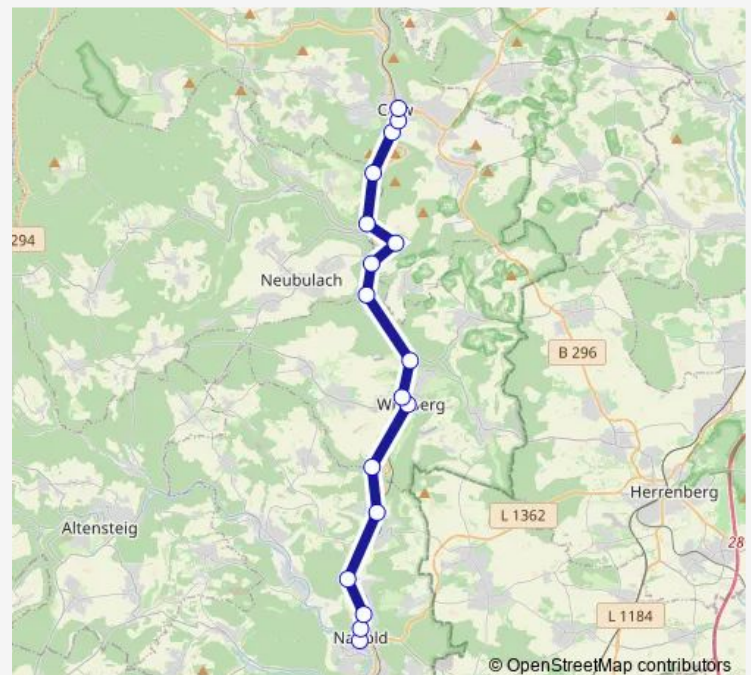 294
Neubulach
B 296
Herrenberg
L 1362
Altensteig
28
L 1184
© OpenStreetMap contributors